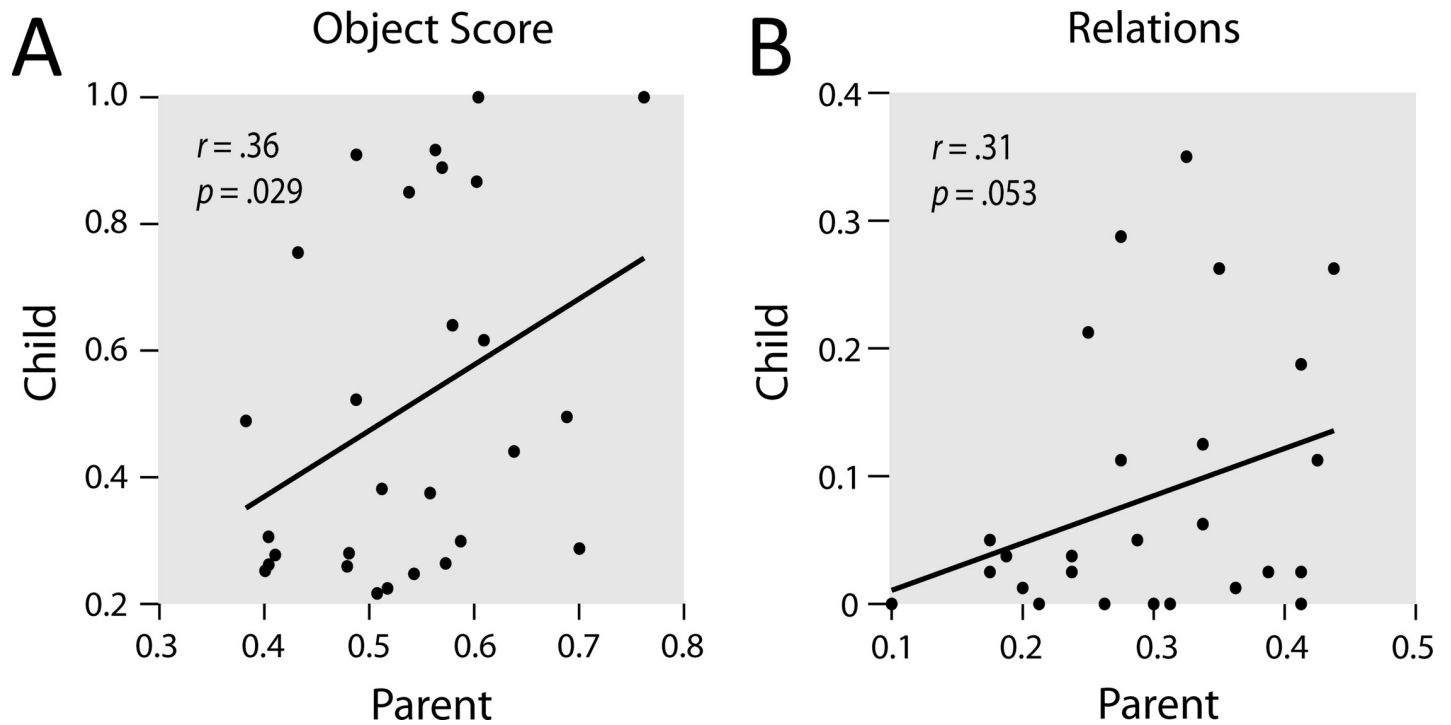 A
Object Score
r = .36
p = .029
Child
1.0
0.8
0.6
0.4
0.2
0.3 0.4 0.5 0.6 0.7 0.8
Parent
B
Relations
r = .31
p = .053
Child
0.4
0.3
0.2
0.1
0
0.1 0.2 0.3 0.4 0.5
Parent